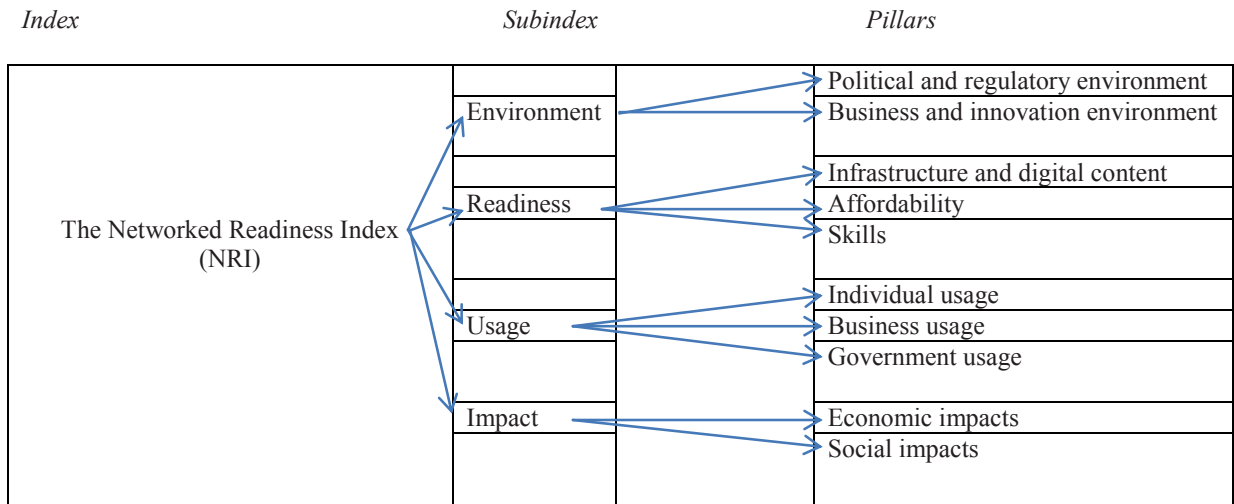 Index Subindex Pillars
Political and regulatory environment
Environment Business and innovation environment
Infrastructure and digital content
Readiness Affordability
The Networked Readiness Index
(NRI)
Skills
Individual usage
Usage Business usage
Government usage
Impact Economic impacts
Social impacts